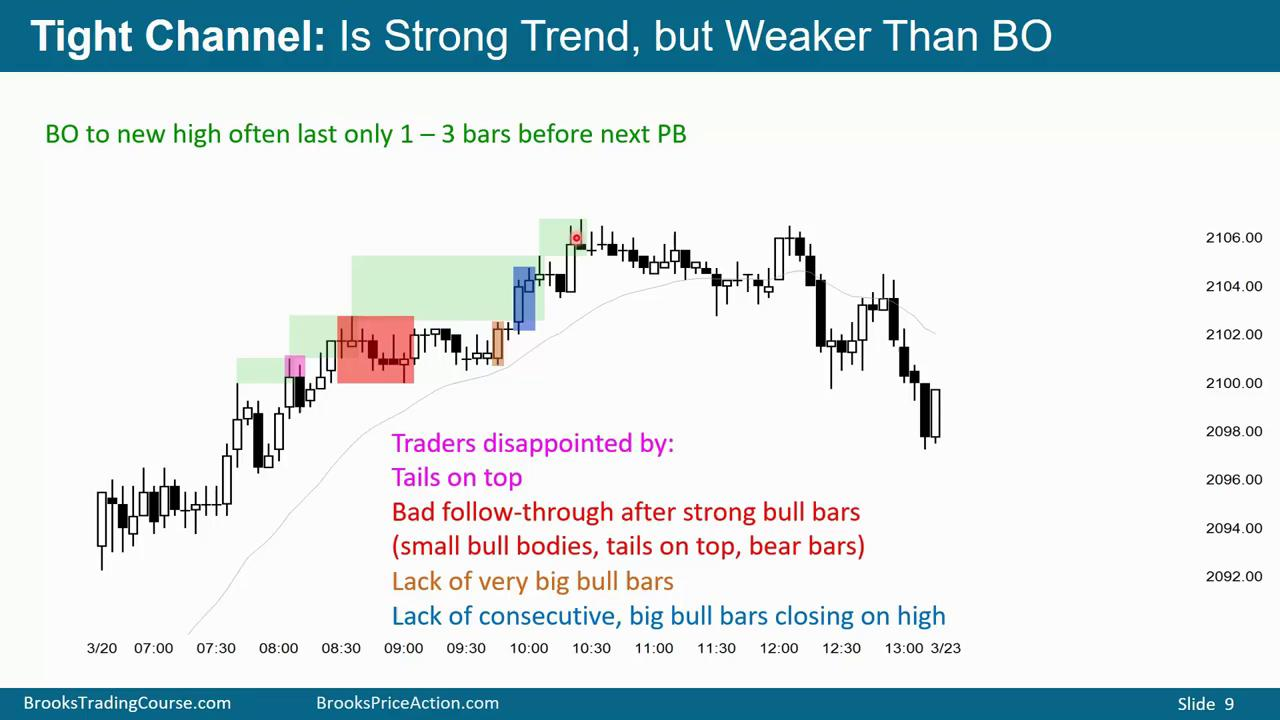 Tight Channel: Is Strong Trend, but Weaker Than BO
BO to new high often last only 1 – 3 bars before next PB
2106.00
2104.00
2102.00
2100.00
2098.00
2096.00
2094.00
2092.00
Traders disappointed by:
Tails on top
Bad follow-through after strong bull bars
(small bull bodies, tails on top, bear bars)
Lack of very big bull bars
Lack of consecutive, big bull bars closing on high
3/20 07:00 07:30 08:00 08:30 09:00 09:30 10:00 10:30 11:00 11:30 12:00 12:30 13:00 3/23
BrooksTradingCourse.com BrooksPriceAction.com Slide 9